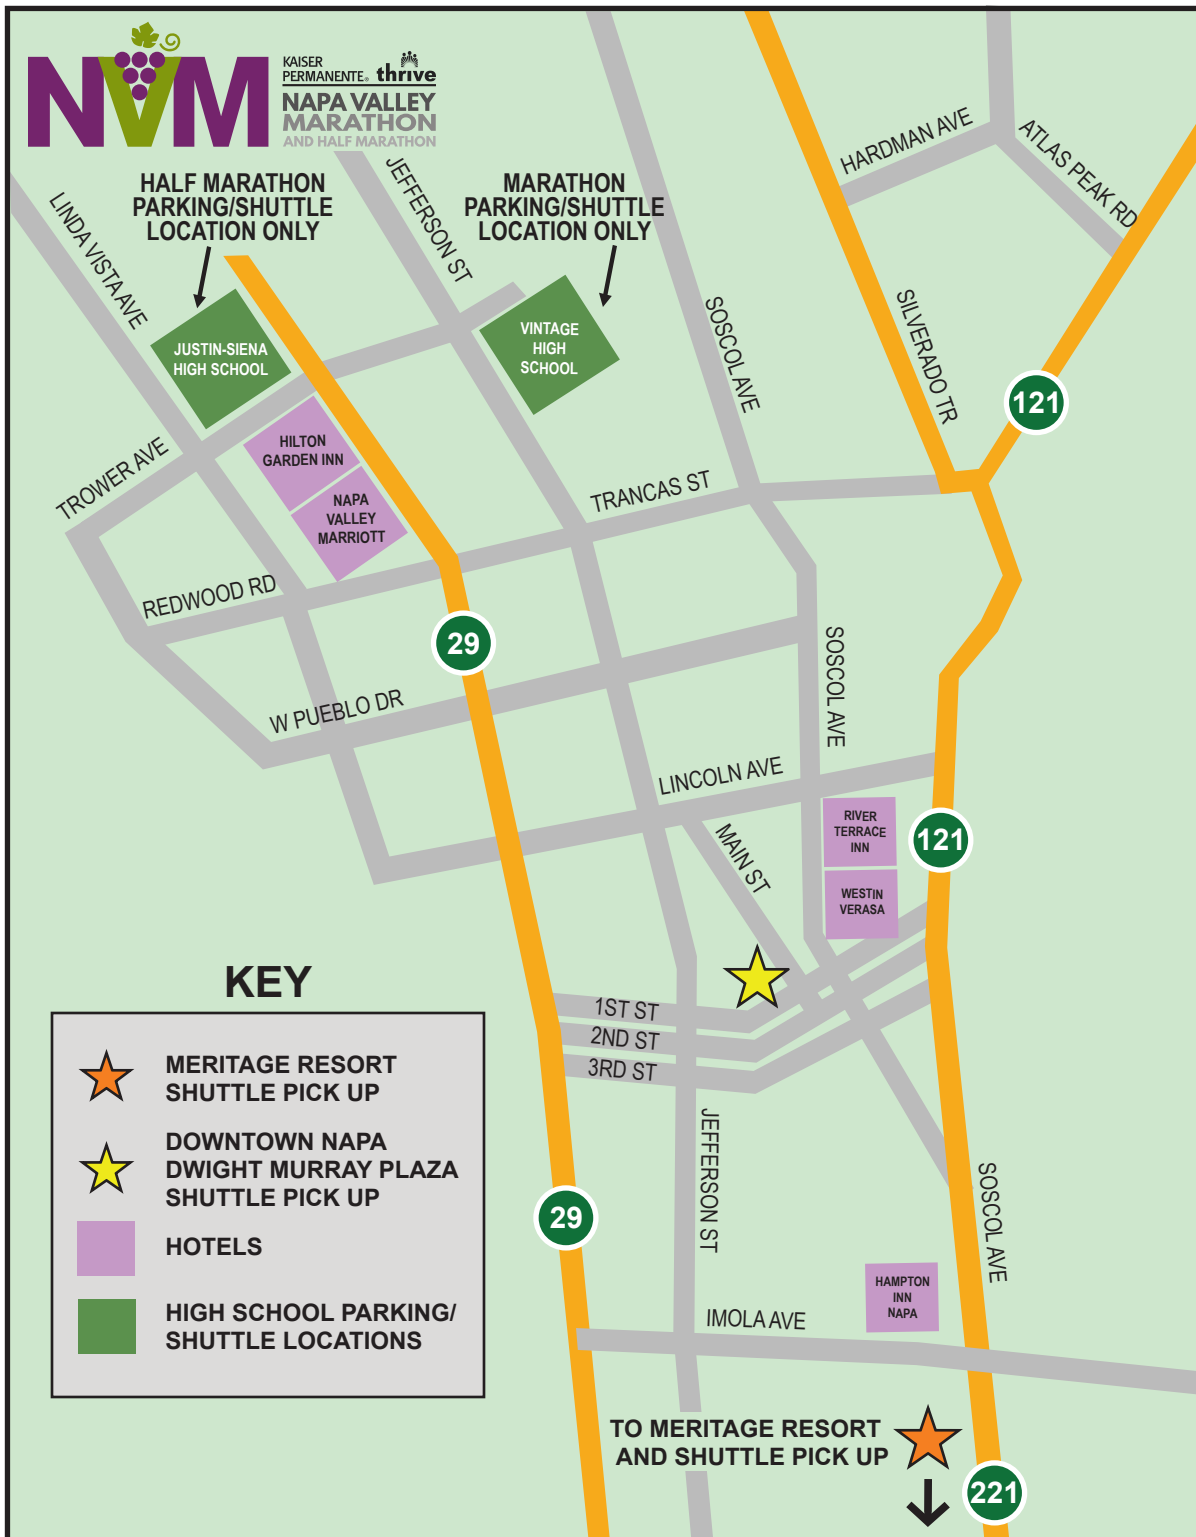 NVM
KAISER
PERMANENTE® thrive
NAPA VALLEY
MARATHON
AND HALF MARATHON
HALF MARATHON
PARKING/SHUTTLE
LOCATION ONLY
MARATHON
PARKING/SHUTTLE
LOCATION ONLY
HARDMAN AVE
ATLAS PEAK RD
LINDA VISTA AVE
JEFFERSON ST
SOSCOL AVE
SILVERADO TR
JUSTIN-SIENA
HIGH SCHOOL
VINTAGE
HIGH
SCHOOL
121
HILTON
GARDEN INN
NAPA
VALLEY
MARRIOTT
TROWER AVE
TRANCAS ST
REDWOOD RD
29
SOSCOL AVE
W PUEBLO DR
LINCOLN AVE
MAIN ST
RIVER
TERRACE
INN
121
WESTIN
VERASA
1ST ST
2ND ST
3RD ST
JEFFERSON ST
SOSCOL AVE
29
HAMPTON
INN
NAPA
IMOLA AVE
KEY
MERITAGE RESORT
SHUTTLE PICK UP
DOWNTOWN NAPA
DWIGHT MURRAY PLAZA
SHUTTLE PICK UP
HOTELS
HIGH SCHOOL PARKING/
SHUTTLE LOCATIONS
TO MERITAGE RESORT
AND SHUTTLE PICK UP
221